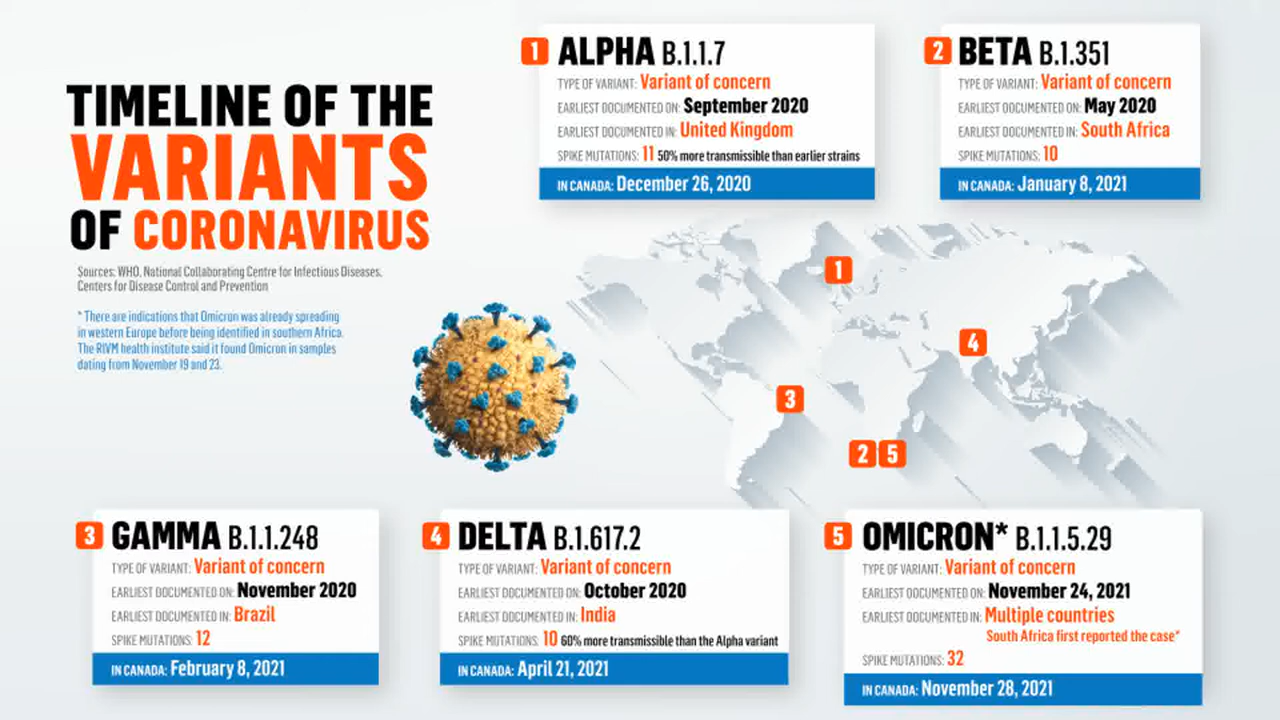 TIMELINE OF THE
VARIANTS
OF CORONAVIRUS
Sources: WHO, National Collaborating Centre for Infectious Diseases,
Centers for Disease Control and Prevention
* There are indications that Omicron was already spreading
in western Europe before being identified in southern Africa.
The RIVM health institute said it found Omicron in samples
dating from November 19 and 23.
1 ALPHA B.1.1.7
TYPE OF VARIANT: Variant of concern
EARLIEST DOCUMENTED ON: September 2020
EARLIEST DOCUMENTED IN: United Kingdom
SPIKE MUTATIONS: 11 50% more transmissible than earlier strains
IN CANADA: December 26, 2020
2 BETA B.1.351
TYPE OF VARIANT: Variant of concern
EARLIEST DOCUMENTED ON: May 2020
EARLIEST DOCUMENTED IN: South Africa
SPIKE MUTATIONS: 10
IN CANADA: January 8, 2021
1
4
3
2 5
3 GAMMA B.1.1.248
TYPE OF VARIANT: Variant of concern
EARLIEST DOCUMENTED ON: November 2020
EARLIEST DOCUMENTED IN: Brazil
SPIKE MUTATIONS: 12
IN CANADA: February 8, 2021
4 DELTA B.1.617.2
TYPE OF VARIANT: Variant of concern
EARLIEST DOCUMENTED ON: October 2020
EARLIEST DOCUMENTED IN: India
SPIKE MUTATIONS: 10 60% more transmissible than the Alpha variant
IN CANADA: April 21, 2021
5 OMICRON* B.1.1.5.29
TYPE OF VARIANT: Variant of concern
EARLIEST DOCUMENTED ON: November 24, 2021
EARLIEST DOCUMENTED IN: Multiple countries
South Africa first reported the case*
SPIKE MUTATIONS: 32
IN CANADA: November 28, 2021